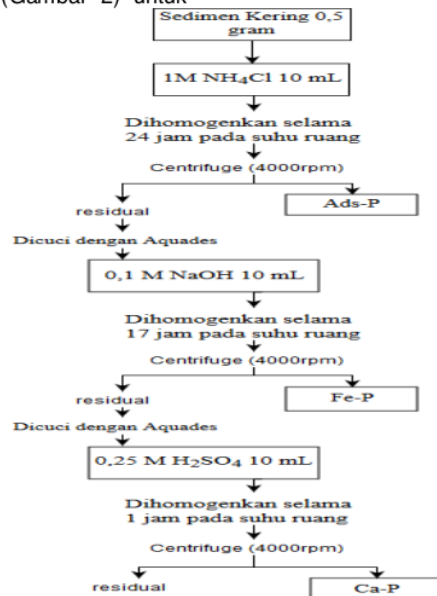 (Gambar 2) untuk
Sedimen Kering 0,5
gram
1M NH₄Cl 10 mL
Dihomogenkan selama
24 jam pada suhu ruang
Centrifuge (4000rpm)
residual
Ads-P
Dicuci dengan Aquades
0,1 M NaOH 10 mL
Dihomogenkan selama
17 jam pada suhu ruang
Centrifuge (4000rpm)
residual
Fe-P
Dicuci dengan Aquades
0,25 M H₂SO₄ 10 mL
Dihomogenkan selama
1 jam pada suhu ruang
Centrifuge (4000rpm)
residual
Ca-P